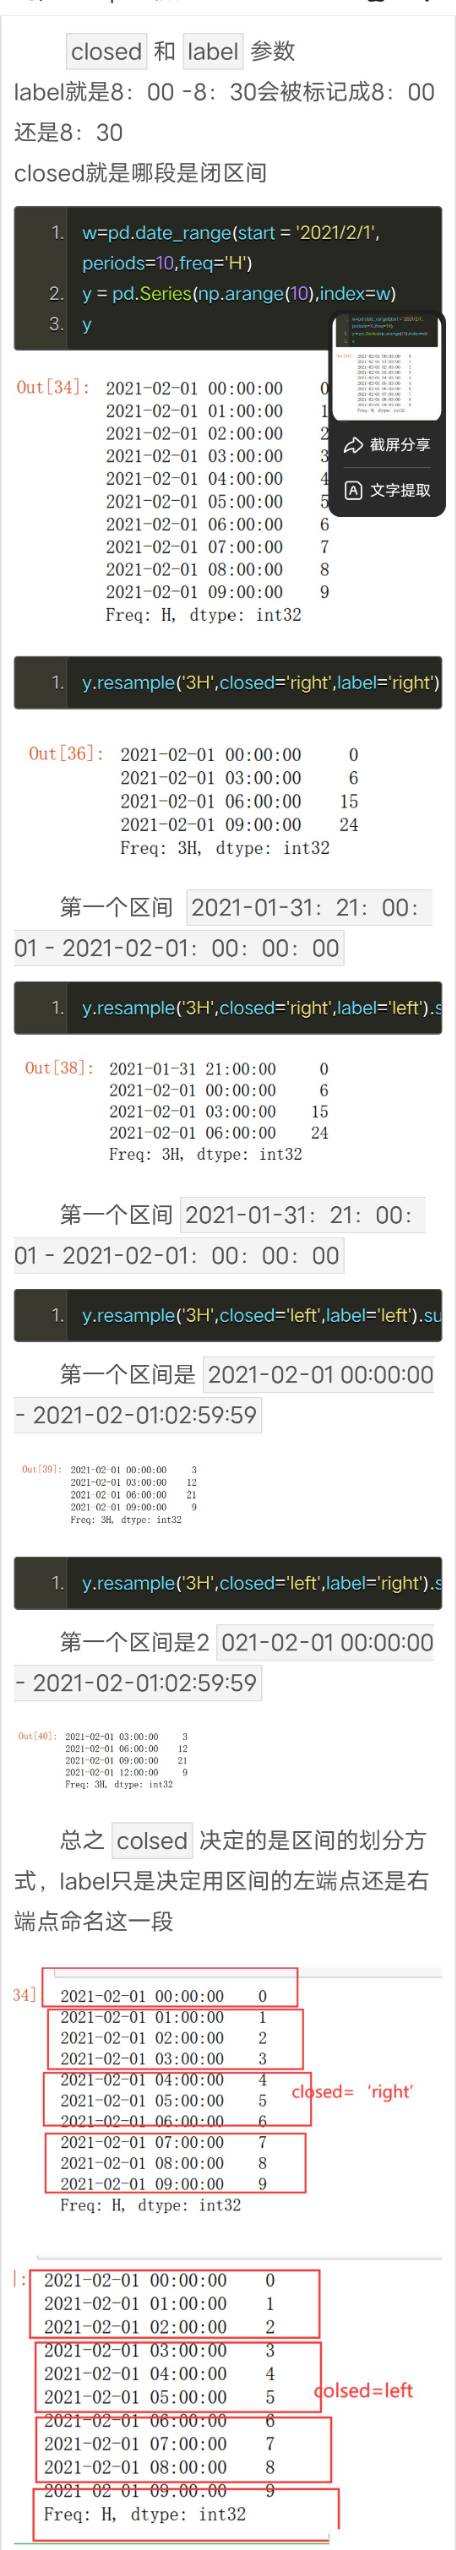 closed 和 label 参数
label就是8：00 -8：30会被标记成8：00
还是8：30
closed就是哪段是闭区间
1. w=pd.date_range(start = '2021/2/1',
periods=10,freq='H')
2. y = pd.Series(np.arange(10),index=w)
3. y
Out[34]: 2021-02-01 00:00:00 0
2021-02-01 01:00:00 1
2021-02-01 02:00:00 2
2021-02-01 03:00:00 3
2021-02-01 04:00:00 4
2021-02-01 05:00:00 5
2021-02-01 06:00:00 6
2021-02-01 07:00:00 7
2021-02-01 08:00:00 8
2021-02-01 09:00:00 9
Freq: H, dtype: int32
截屏分享
文字提取
1. y.resample('3H',closed='right',label='right')
Out[36]: 2021-02-01 00:00:00 0
2021-02-01 03:00:00 6
2021-02-01 06:00:00 15
2021-02-01 09:00:00 24
Freq: 3H, dtype: int32
第一个区间 2021-01-31：21：00：
01 - 2021-02-01：00：00：00
1. y.resample('3H',closed='right',label='left').s
Out[38]: 2021-01-31 21:00:00 0
2021-02-01 00:00:00 6
2021-02-01 03:00:00 15
2021-02-01 06:00:00 24
Freq: 3H, dtype: int32
第一个区间 2021-01-31：21：00：
01 - 2021-02-01：00：00：00
1. y.resample('3H',closed='left',label='left').su
第一个区间是 2021-02-01 00:00:00
- 2021-02-01:02:59:59
Out[39]: 2021-02-01 00:00:00 3
2021-02-01 03:00:00 12
2021-02-01 06:00:00 21
2021-02-01 09:00:00 9
Freq: 3H, dtype: int32
1. y.resample('3H',closed='left',label='right').s
第一个区间是2 021-02-01 00:00:00
- 2021-02-01:02:59:59
Out[40]: 2021-02-01 03:00:00 3
2021-02-01 06:00:00 12
2021-02-01 09:00:00 21
2021-02-01 12:00:00 9
Freq: 3H, dtype: int32
总之 colsed 决定的是区间的划分方
式，label只是决定用区间的左端点还是右
端点命名这一段
34] 2021-02-01 00:00:00 0
2021-02-01 01:00:00 1
2021-02-01 02:00:00 2
2021-02-01 03:00:00 3
2021-02-01 04:00:00 4
closed= ‘right’
2021-02-01 05:00:00 5
2021-02-01 06:00:00 6
2021-02-01 07:00:00 7
2021-02-01 08:00:00 8
2021-02-01 09:00:00 9
Freq: H, dtype: int32
]: 2021-02-01 00:00:00 0
2021-02-01 01:00:00 1
2021-02-01 02:00:00 2
2021-02-01 03:00:00 3
2021-02-01 04:00:00 4
2021-02-01 05:00:00 5
colsed=left
2021-02-01 06:00:00 6
2021-02-01 07:00:00 7
2021-02-01 08:00:00 8
2021-02-01 09:00:00 9
Freq: H, dtype: int32